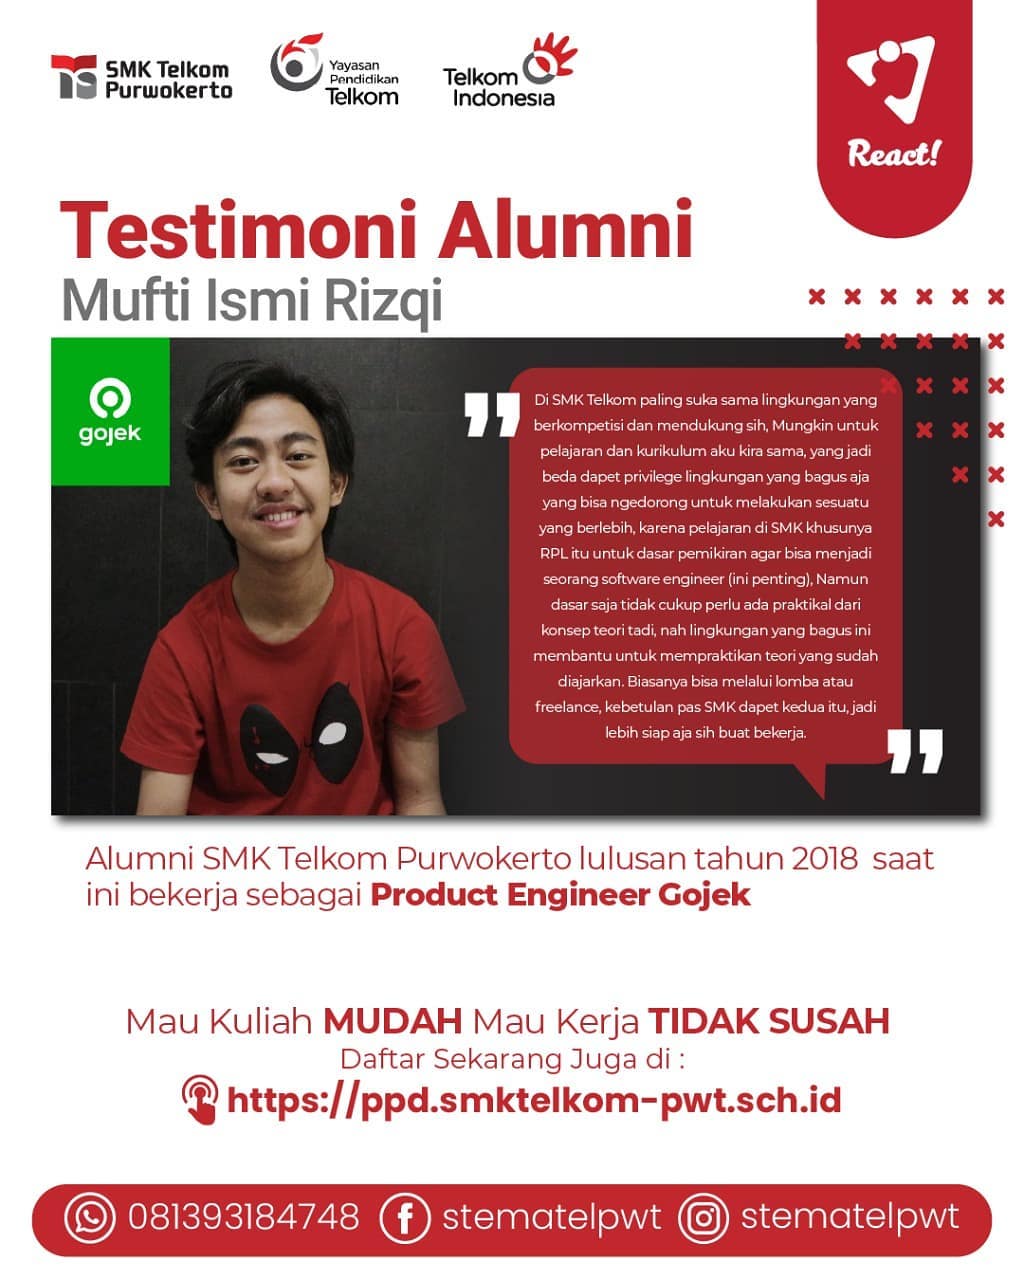 SMK Telkom
Purwokerto
Yayasan
Pendidikan
Telkom
Telkom
Indonesia
React!
Testimoni Alumni
Mufti Ismi Rizqi
gojek
Di SMK Telkom paling suka sama lingkungan yang
berkompetisi dan mendukung sih, Mungkin untuk
pelajaran dan kurikulum aku kira sama, yang jadi
beda dapet privilege lingkungan yang bagus aja
yang bisa ngedorong untuk melakukan sesuatu
yang berlebih, karena pelajaran di SMK khusunya
RPL itu untuk dasar pemikiran agar bisa menjadi
seorang software engineer (ini penting), Namun
dasar saja tidak cukup perlu ada praktikal dari
konsep teori tadi, nah lingkungan yang bagus ini
membantu untuk mempraktikan teori yang sudah
diajarkan. Biasanya bisa melalui lomba atau
freelance, kebetulan pas SMK dapet kedua itu, jadi
lebih siap aja sih buat bekerja.
Alumni SMK Telkom Purwokerto lulusan tahun 2018 saat
ini bekerja sebagai Product Engineer Gojek
Mau Kuliah MUDAH Mau Kerja TIDAK SUSAH
Daftar Sekarang Juga di :
https://ppd.smktelkom-pwt.sch.id
081393184748 stematelpwt stematelpwt